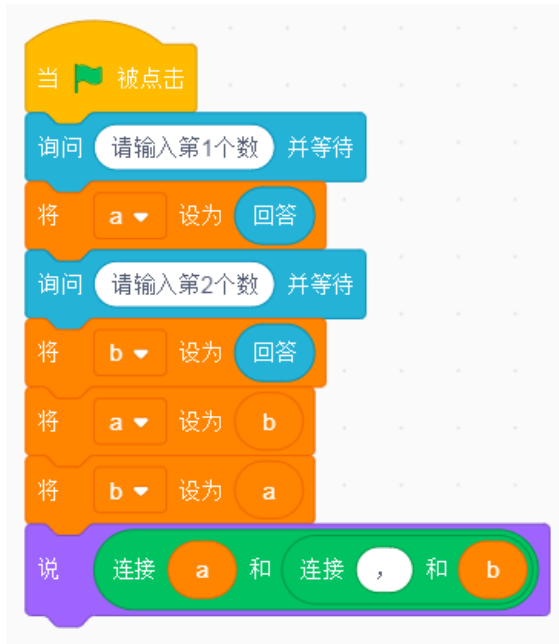 当 被点击
询问 请输入第1个数 并等待
将 a 设为 回答
询问 请输入第2个数 并等待
将 b 设为 回答
将 a 设为 b
将 b 设为 a
说 连接 a 和 连接 , 和 b